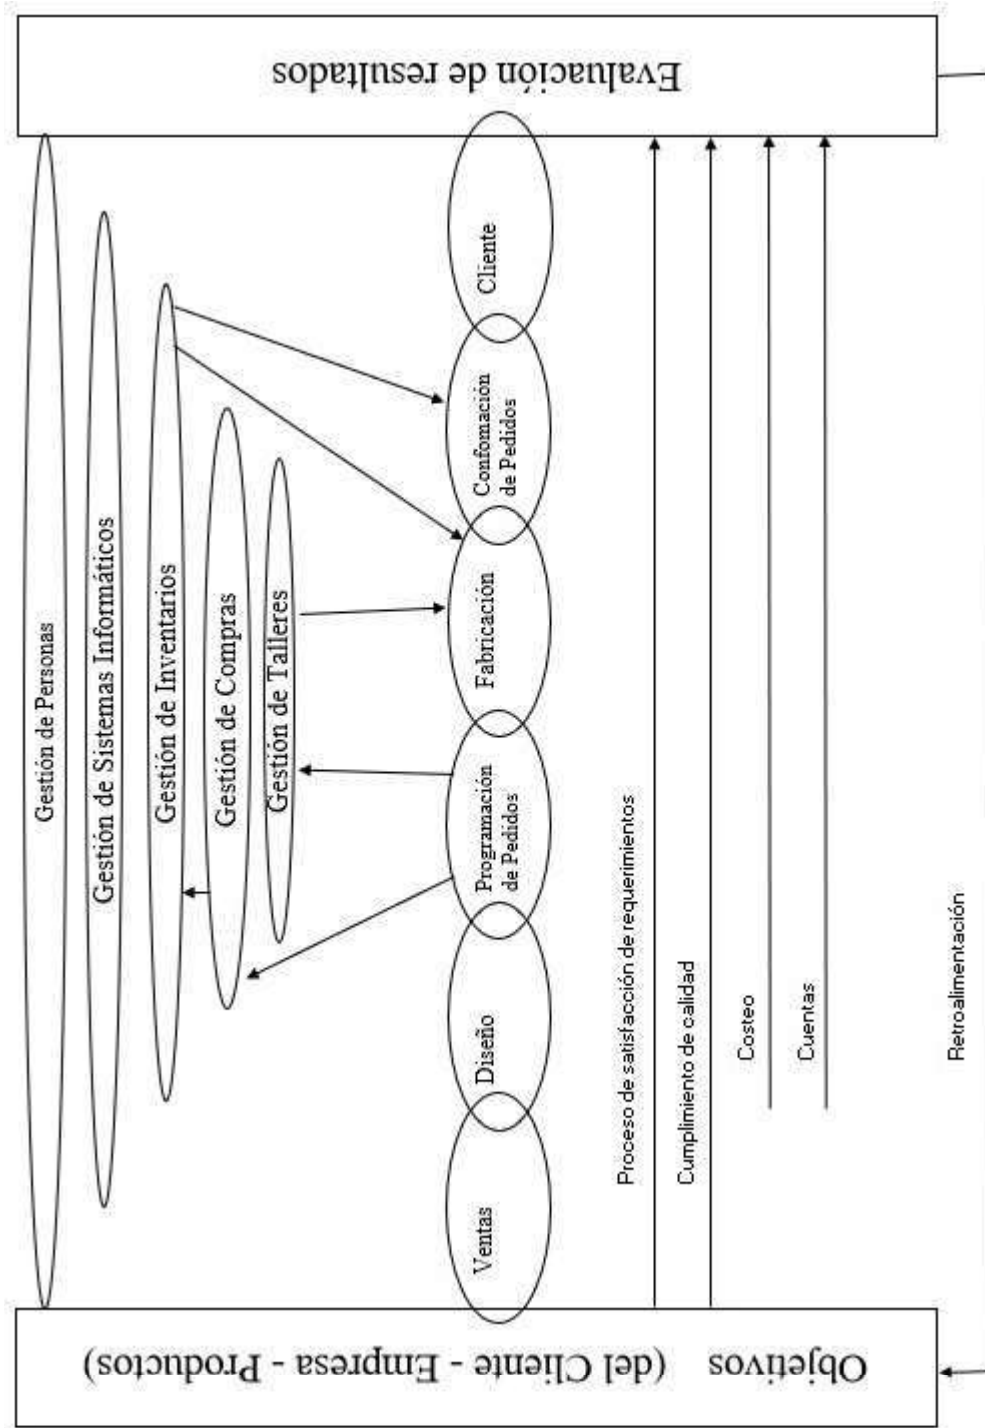 Objetivos (del Cliente - Empresa - Productos)
Gestión de Personas
Gestión de Sistemas Informáticos
Gestión de Inventarios
Gestión de Compras
Gestión de Talleres
Ventas
Diseño
Programación
de Pedidos
Fabricación
Confomación
de Pedidos
Cliente
Proceso de satisfacción de requerimientos
Cumplimiento de calidad
Costeo
Cuentas
Retroalimentación
Evaluación de resultados